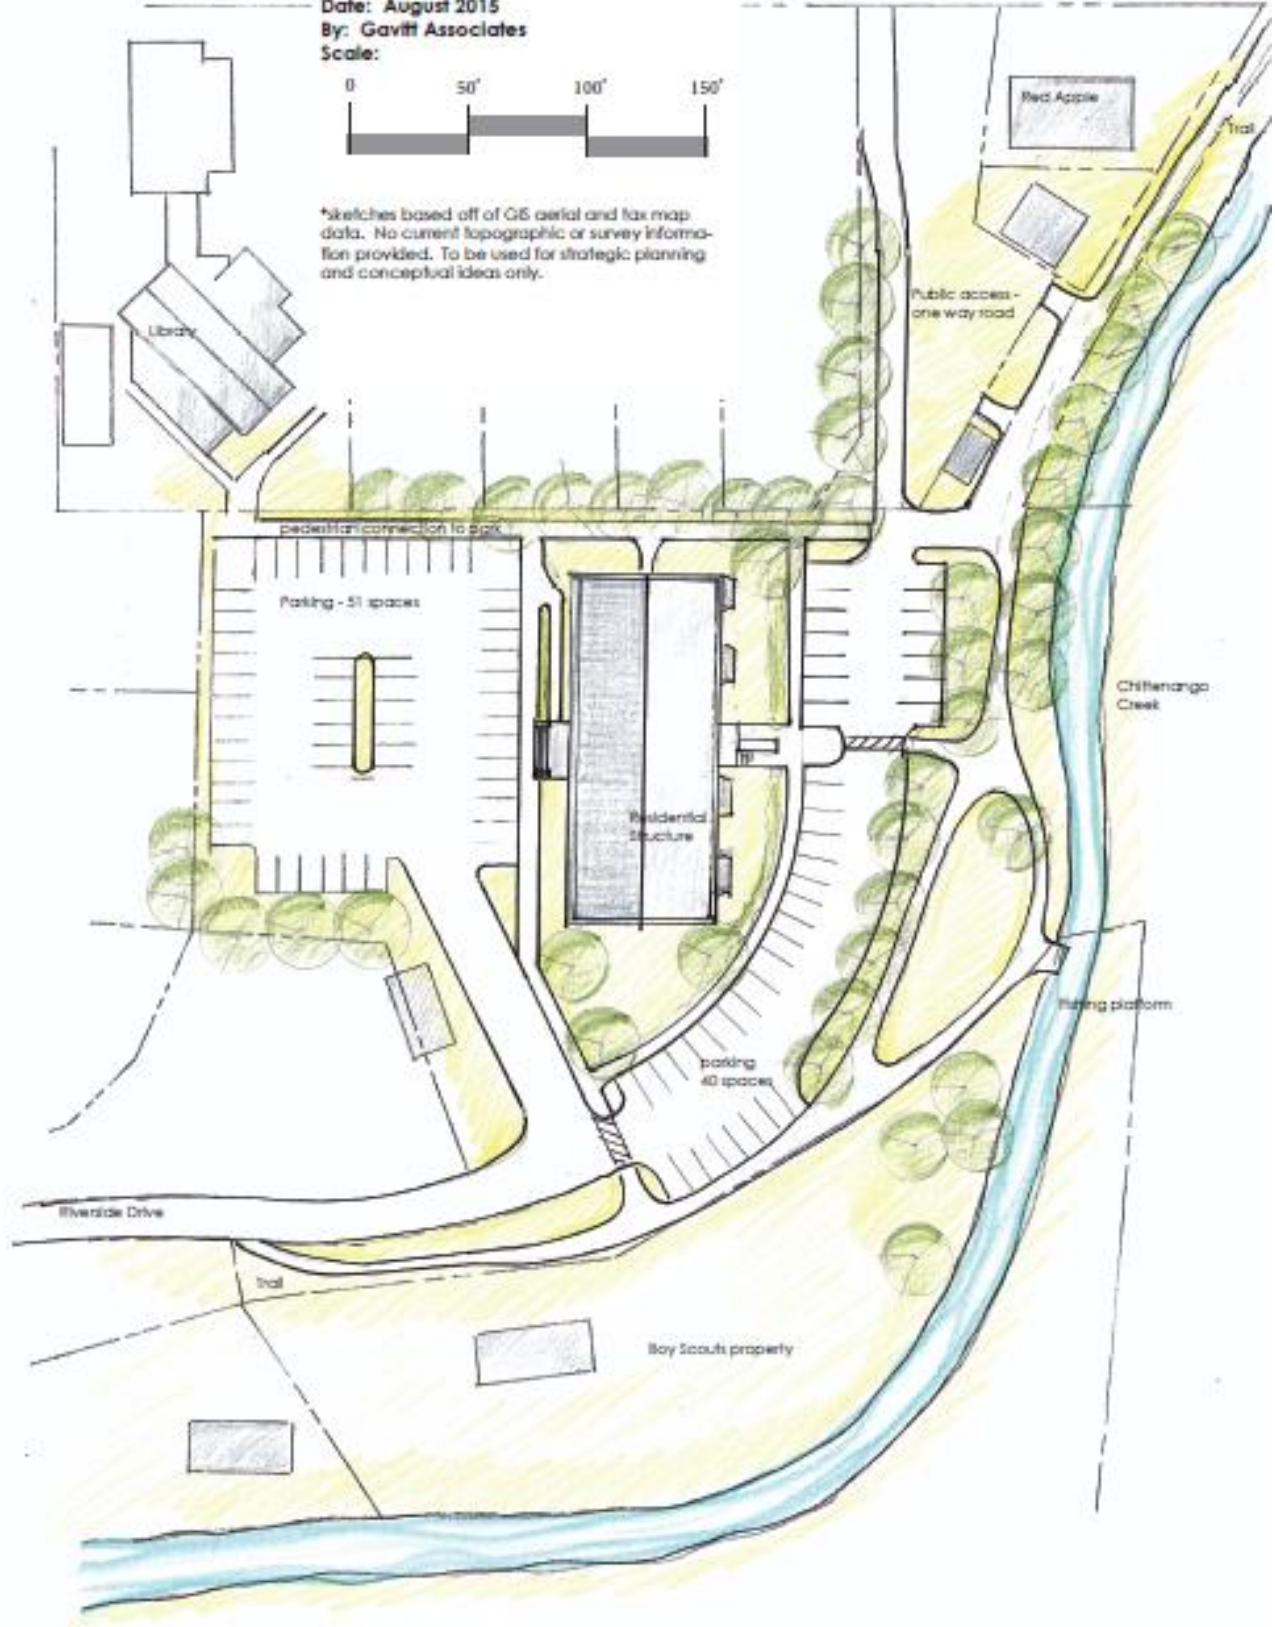 Date: August 2015
By: Gavitt Associates
Scale:
0 50' 100' 150'
*sketches based off of GIS aerial and tax map
data. No current topographic or survey informa-
tion provided. To be used for strategic planning
and conceptual ideas only.
Red Apple
Trail
Public access -
one way road
Library
pedestrian connection to park
Parking - 51 spaces
Chittenango
Creek
Residential
Structure
Fishing platform
parking
40 spaces
Riverside Drive
Trail
Boy Scouts property